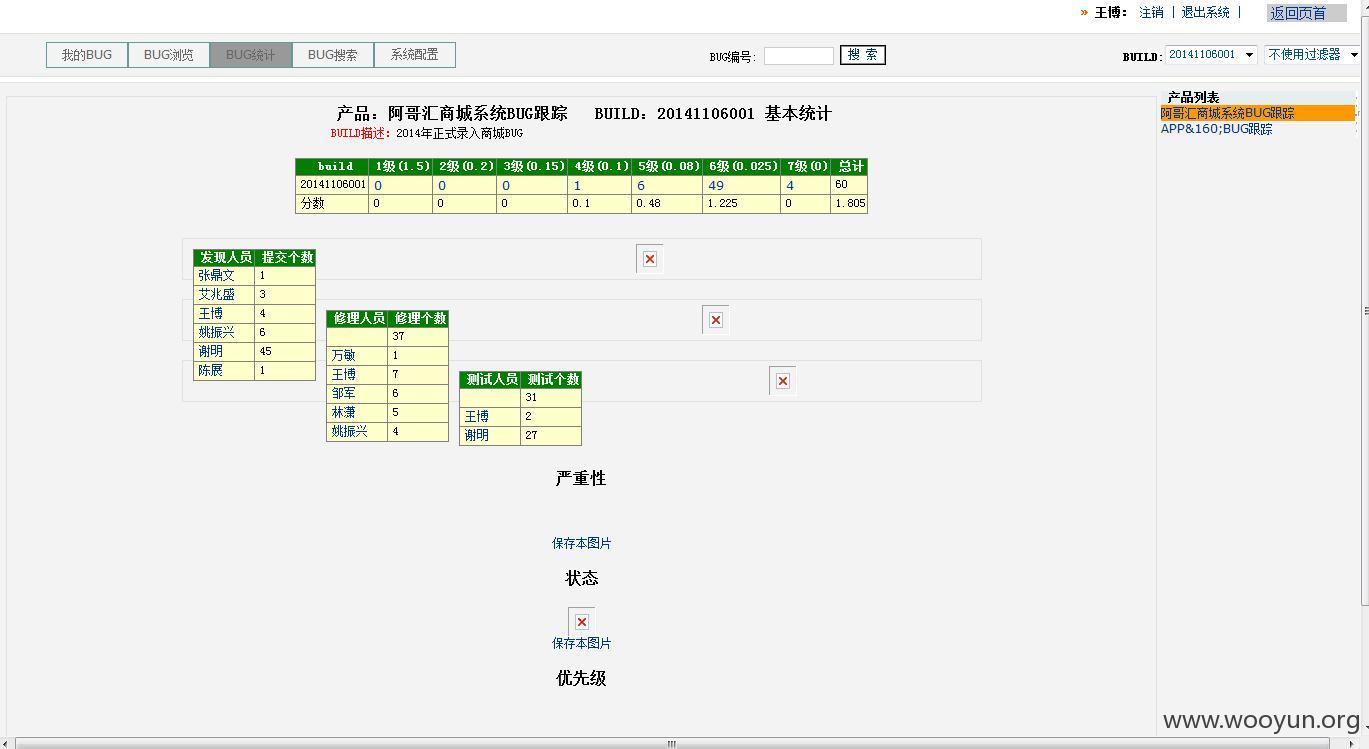 » 王博： 注销 | 退出系统 | 返回页首
我的BUG BUG浏览 BUG统计 BUG搜索 系统配置 BUG编号: 搜 索 BUILD: 20141106001 不使用过滤器
产品列表
阿哥汇商城系统BUG跟踪
APP&160;BUG跟踪
产品：阿哥汇商城系统BUG跟踪 BUILD：20141106001 基本统计
BUILD描述：2014年正式录入商城BUG
build 1级(1.5) 2级(0.2) 3级(0.15) 4级(0.1) 5级(0.08) 6级(0.025) 7级(0) 总计
20141106001 0 0 0 1 6 49 4 60
分数 0 0 0 0.1 0.48 1.225 0 1.805
发现人员 提交个数
张鼎文 1
艾兆盛 3
王博 4
姚振兴 6
谢明 45
陈展 1
修理人员 修理个数
37
万敏 1
王博 7
邹军 6
林潇 5
姚振兴 4
测试人员 测试个数
31
王博 2
谢明 27
严重性
保存本图片
状态
保存本图片
优先级
www.wooyun.org